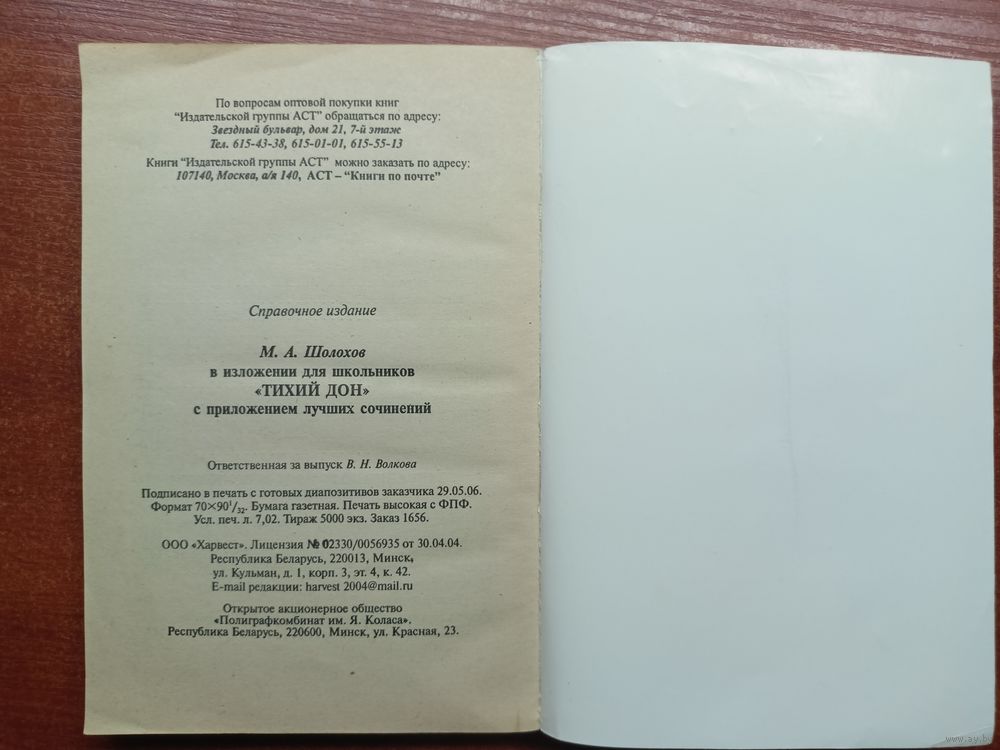 По вопросам оптовой покупки книг
"Издательской группы АСТ" обращаться по адресу:
Звездный бульвар, дом 21, 7-й этаж
Тел. 615-43-38, 615-01-01, 615-55-13
Книги "Издательской группы АСТ" можно заказать по адресу:
107140, Москва, а/я 140, АСТ – "Книги по почте"
Справочное издание
М. А. Шолохов
в изложении для школьников
«ТИХИЙ ДОН»
с приложением лучших сочинений
Ответственная за выпуск В. Н. Волкова
Подписано в печать с готовых диапозитивов заказчика 29.05.06.
Формат 70×90 1/32. Бумага газетная. Печать высокая с ФПФ.
Усл. печ. л. 7,02. Тираж 5000 экз. Заказ 1656.
ООО «Харвест». Лицензия № 02330/0056935 от 30.04.04.
Республика Беларусь, 220013, Минск,
ул. Кульман, д. 1, корп. 3, эт. 4, к. 42.
E-mail редакции: harvest 2004@mail.ru
Открытое акционерное общество
«Полиграфкомбинат им. Я. Коласа».
Республика Беларусь, 220600, Минск, ул. Красная, 23.
www.ay.by